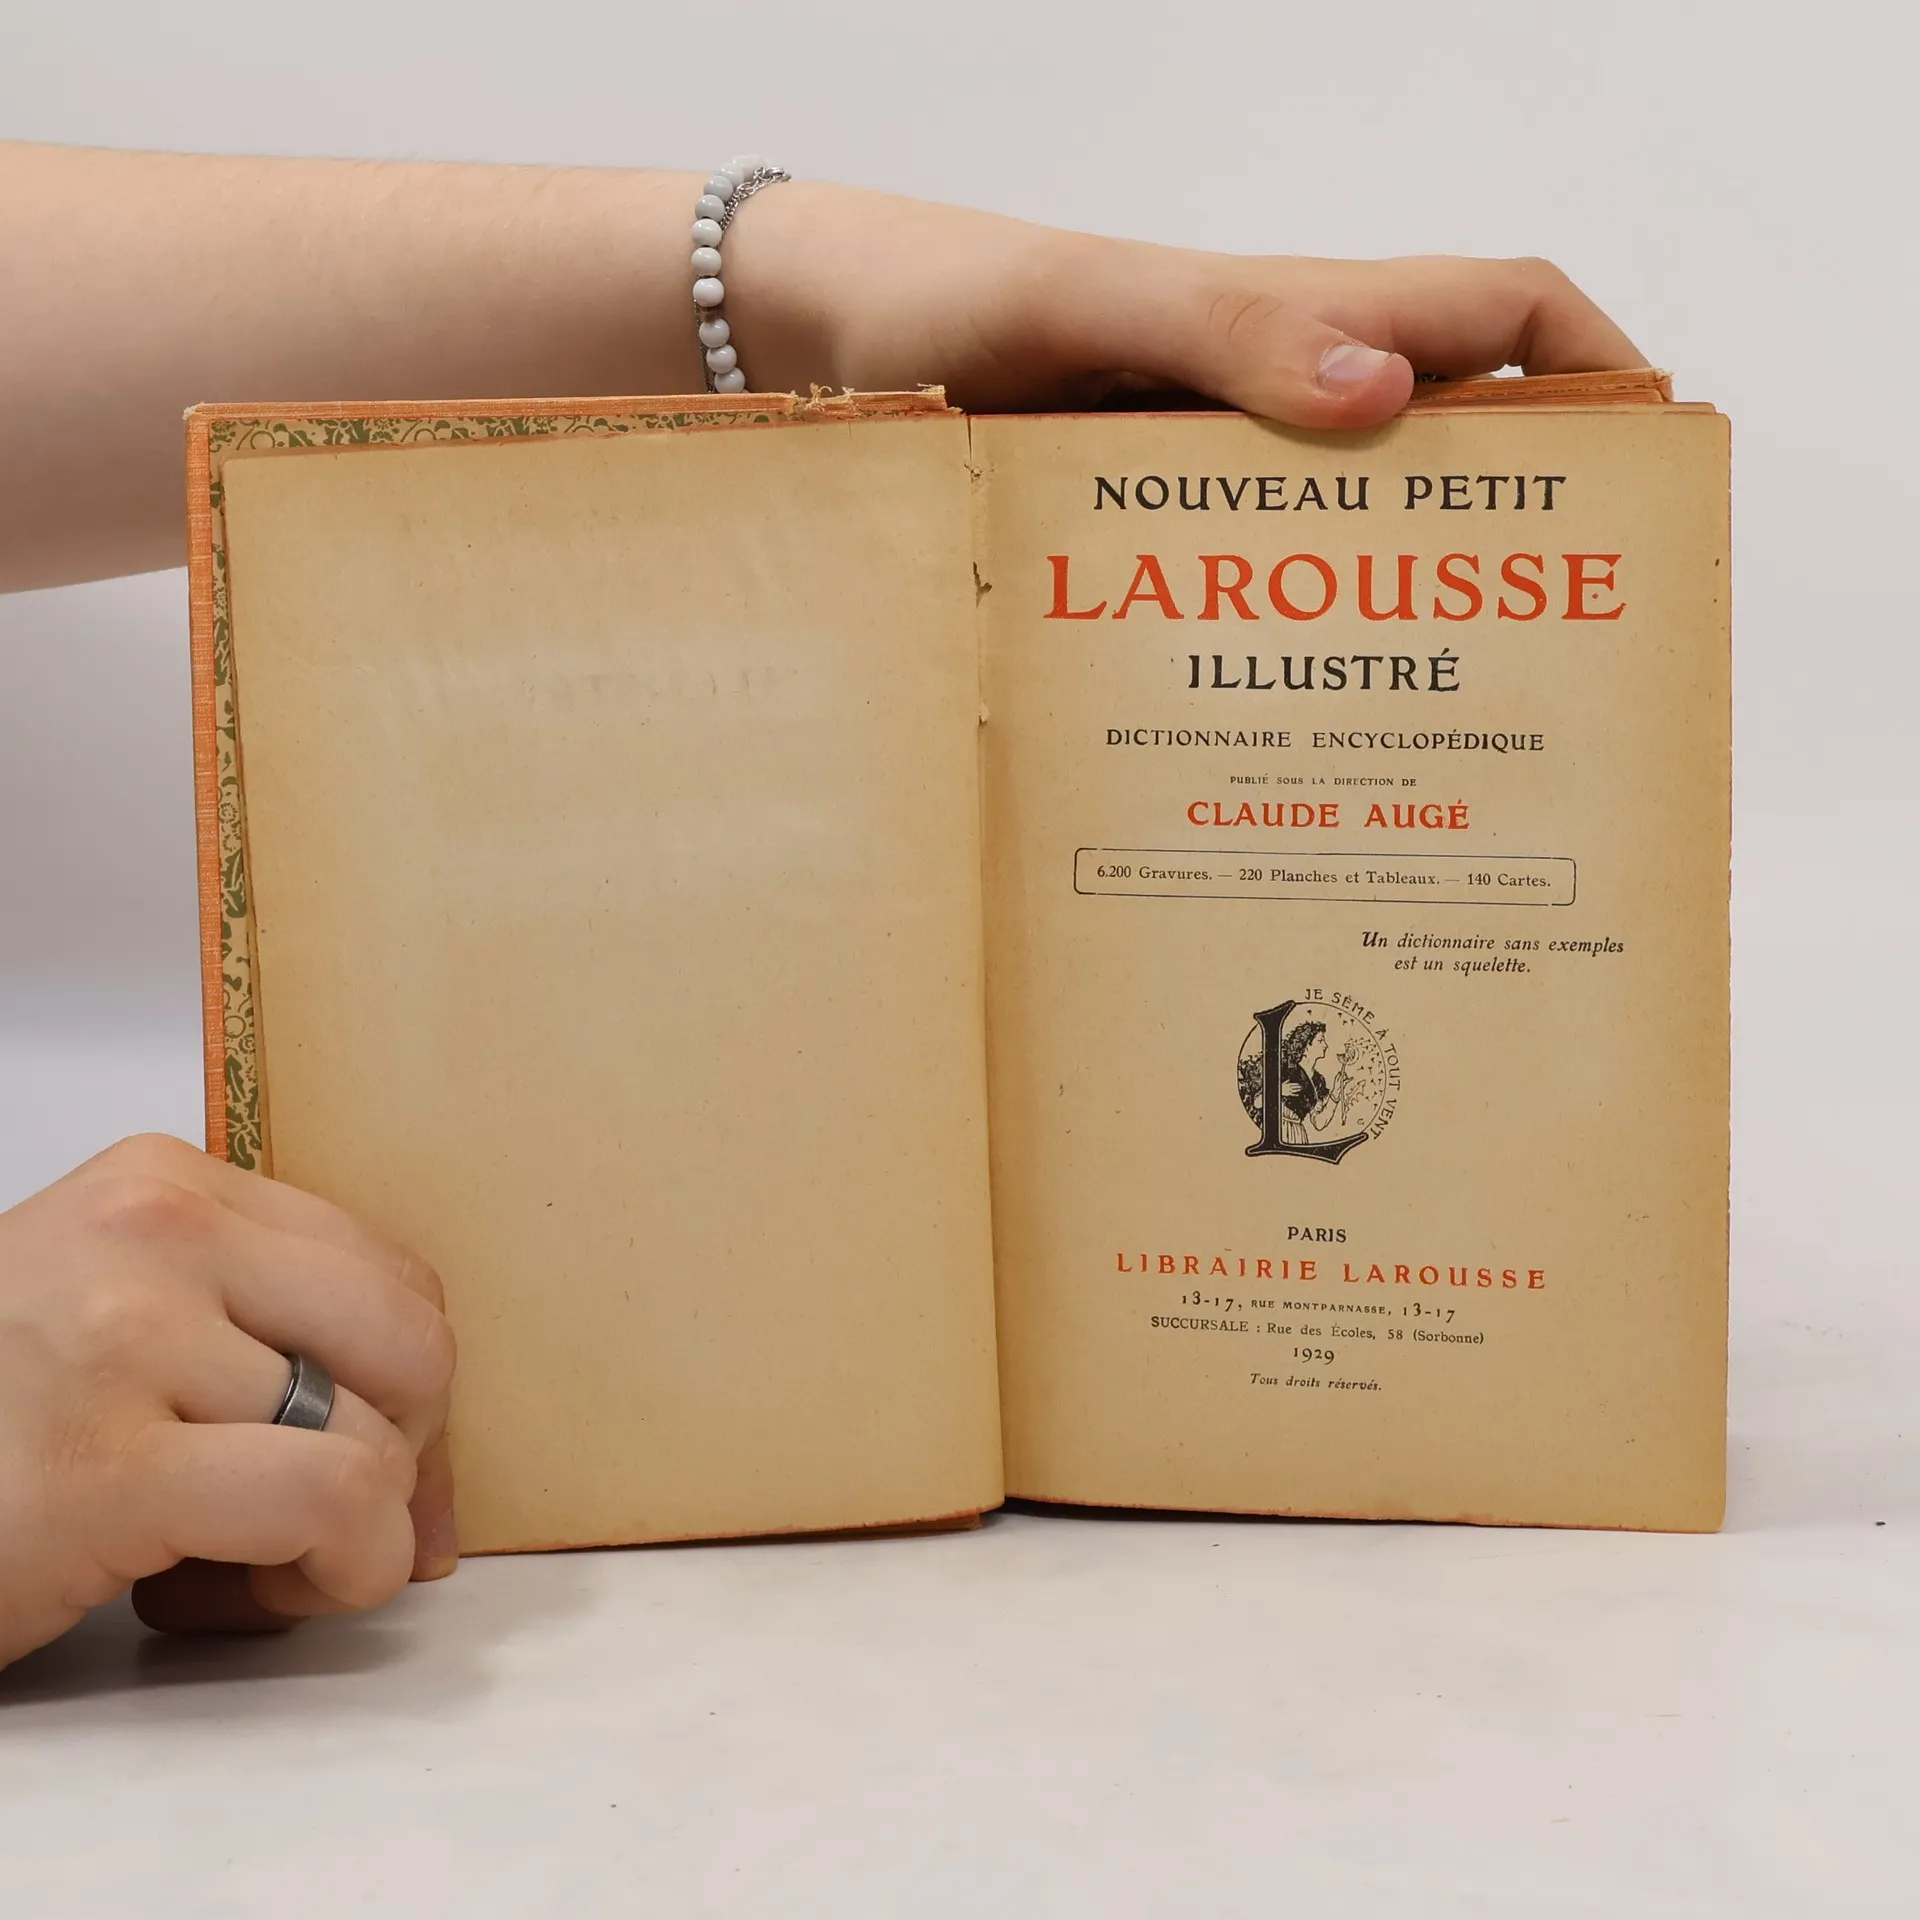 NOUVEAU PETIT
LAROUSSE
ILLUSTRÉ
DICTIONNAIRE ENCYCLOPÉDIQUE
PUBLIÉ SOUS LA DIRECTION DE
CLAUDE AUGÉ
6.200 Gravures. — 220 Planches et Tableaux. — 140 Cartes.
Un dictionnaire sans exemples
est un squelette.
JE SÈME À TOUT VENT
L
PARIS
LIBRAIRIE LAROUSSE
13-17, RUE MONTPARNASSE, 13-17
SUCCURSALE : Rue des Écoles, 58 (Sorbonne)
1929
Tous droits réservés.